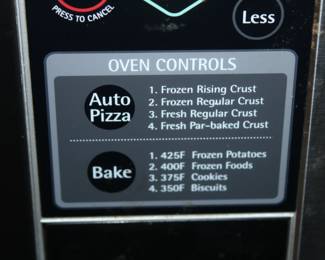 PRESS TO CANCEL
Less
OVEN CONTROLS
Auto
Pizza
1. Frozen Rising Crust
2. Frozen Regular Crust
3. Fresh Regular Crust
4. Fresh Par-baked Crust
Bake
1. 425F Frozen Potatoes
2. 400F Frozen Foods
3. 375F Cookies
4. 350F Biscuits